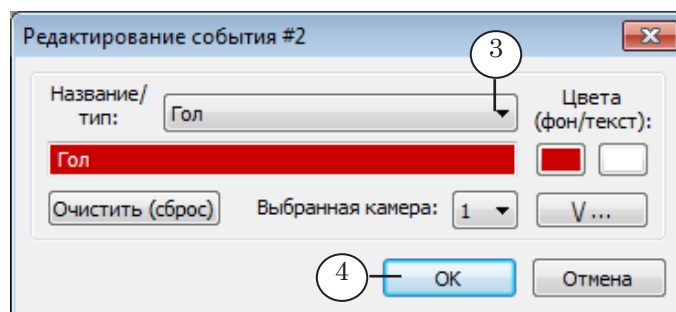 Редактирование события #2
3
Название/
тип:
Гол
Цвета
(фон/текст):
Гол
Очистить (сброс)
Выбранная камера:
1
V ...
4
OK
Отмена